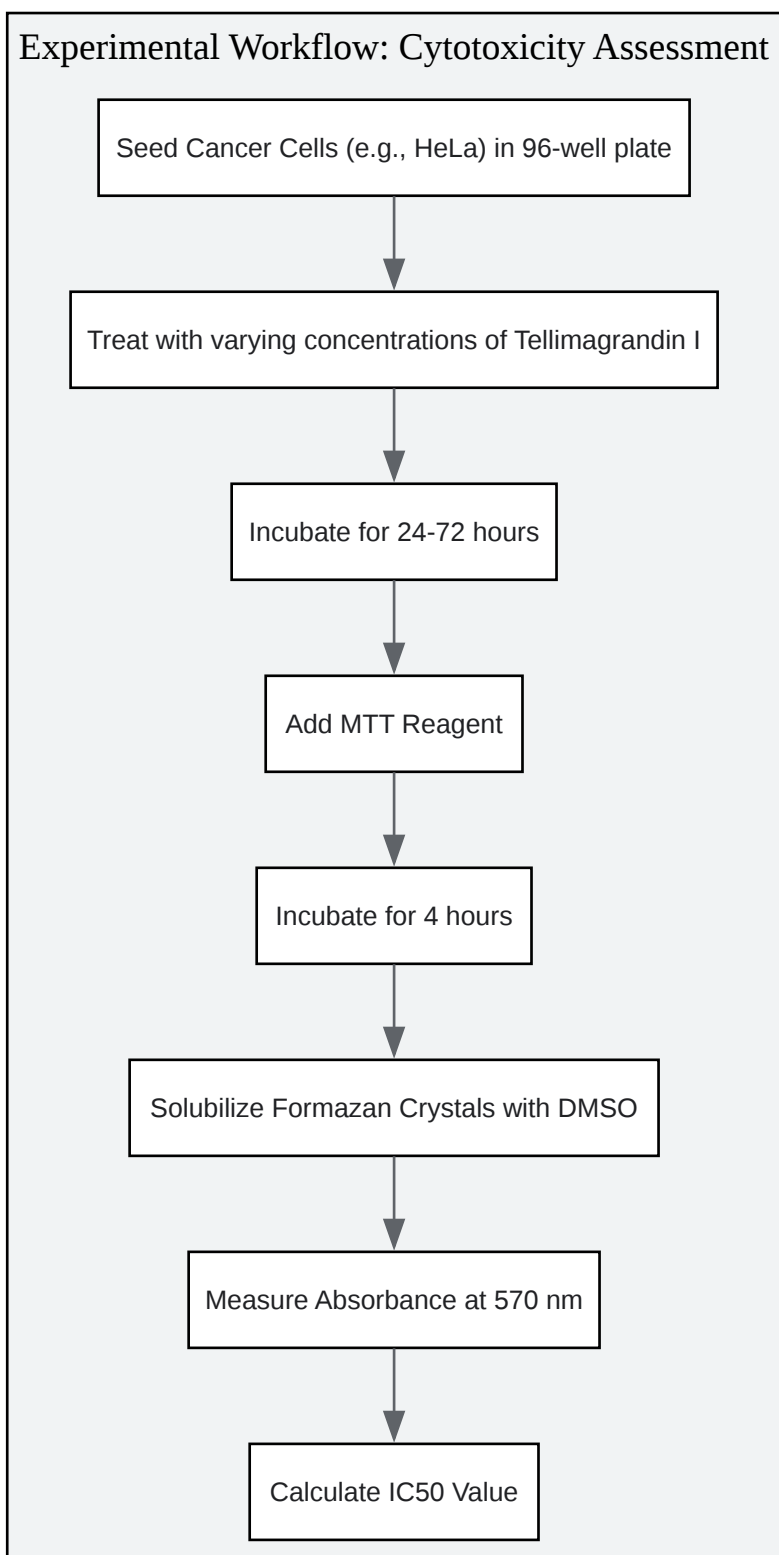 Experimental Workflow: Cytotoxicity Assessment
Seed Cancer Cells (e.g., HeLa) in 96-well plate
Treat with varying concentrations of Tellimagrandin I
Incubate for 24-72 hours
Add MTT Reagent
Incubate for 4 hours
Solubilize Formazan Crystals with DMSO
Measure Absorbance at 570 nm
Calculate IC50 Value